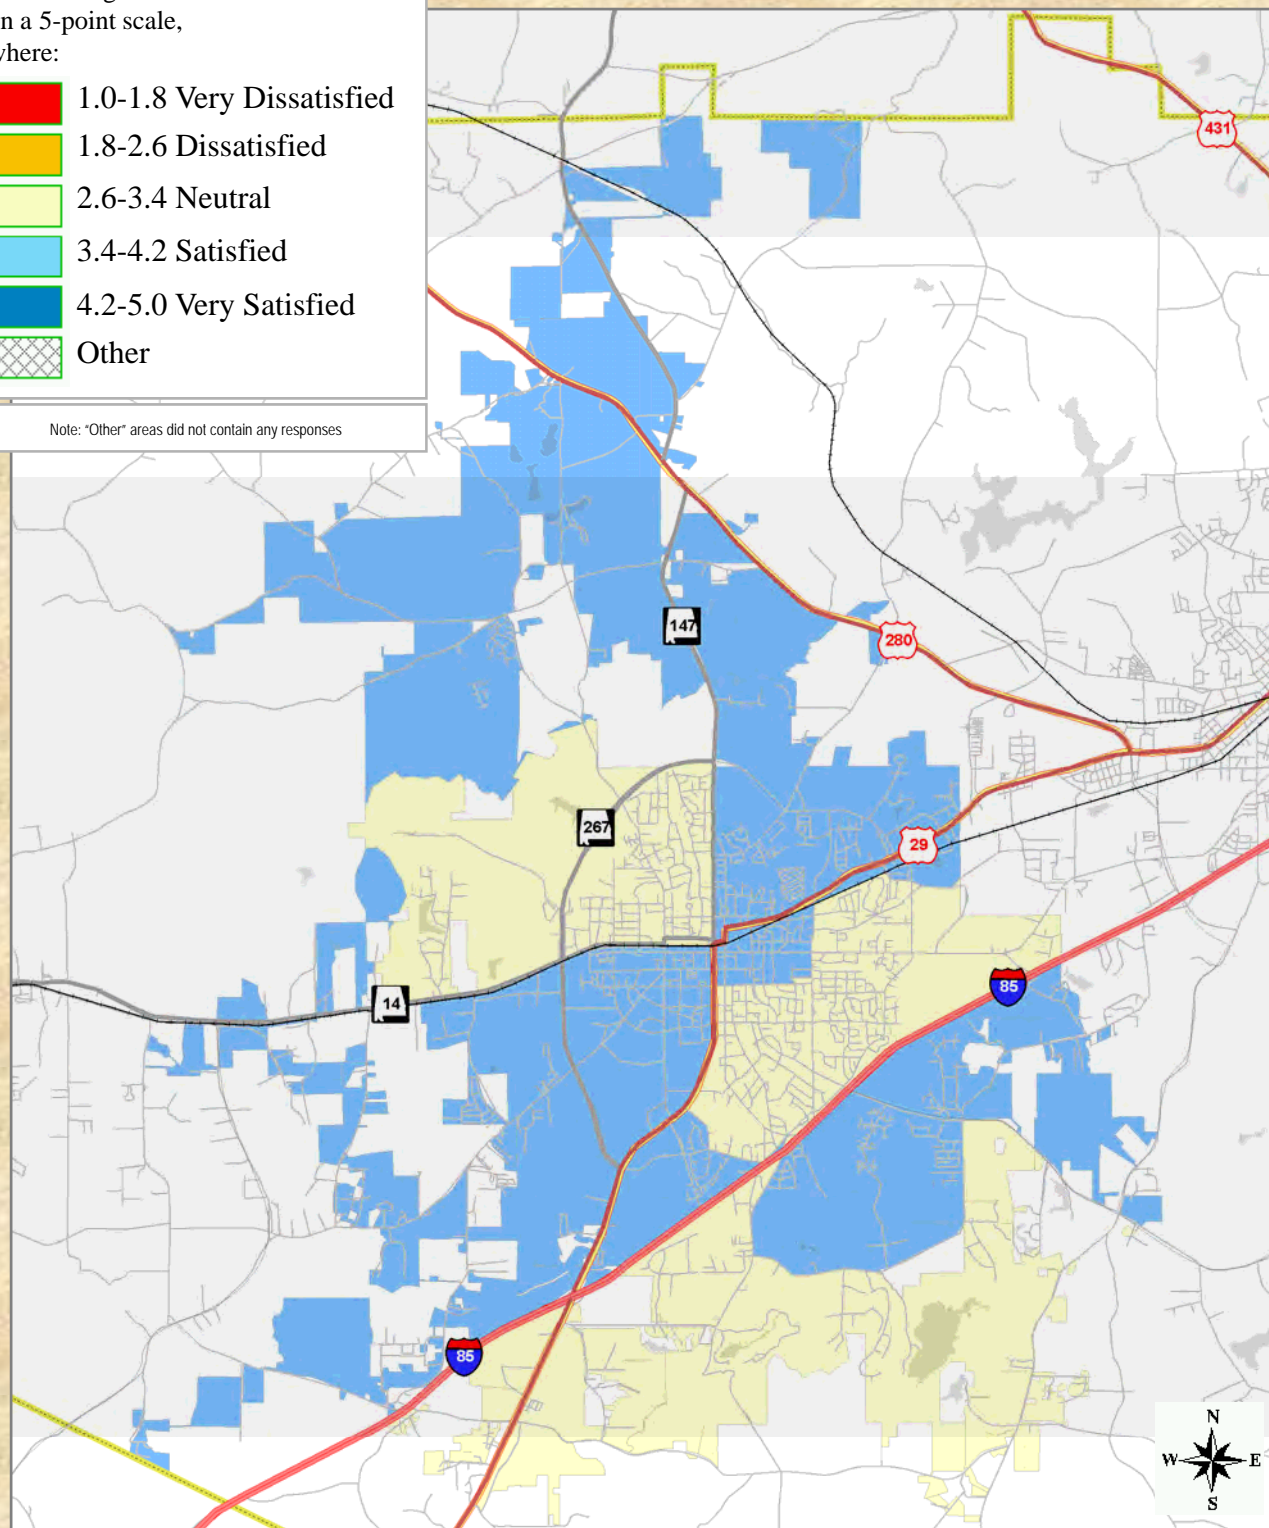 n a 5-point scale,
where:
1.0-1.8 Very Dissatisfied
1.8-2.6 Dissatisfied
2.6-3.4 Neutral
3.4-4.2 Satisfied
4.2-5.0 Very Satisfied
Other
Note: "Other" areas did not contain any responses
431
147
280
267
29
14
85
85
N
W E
S